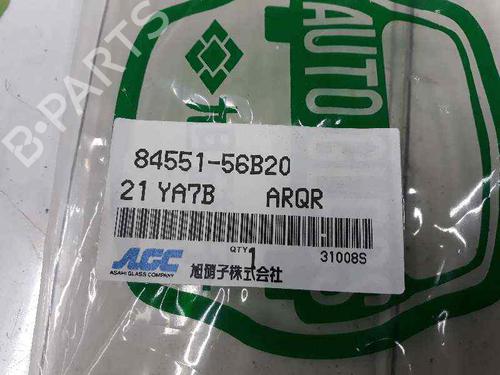 B-PARTS
AUTO
84551-56B20
21 YA7B ARQR
QTY
1
31008S
AGC
ASAHI GLASS COMPANY
旭硝子株式会社